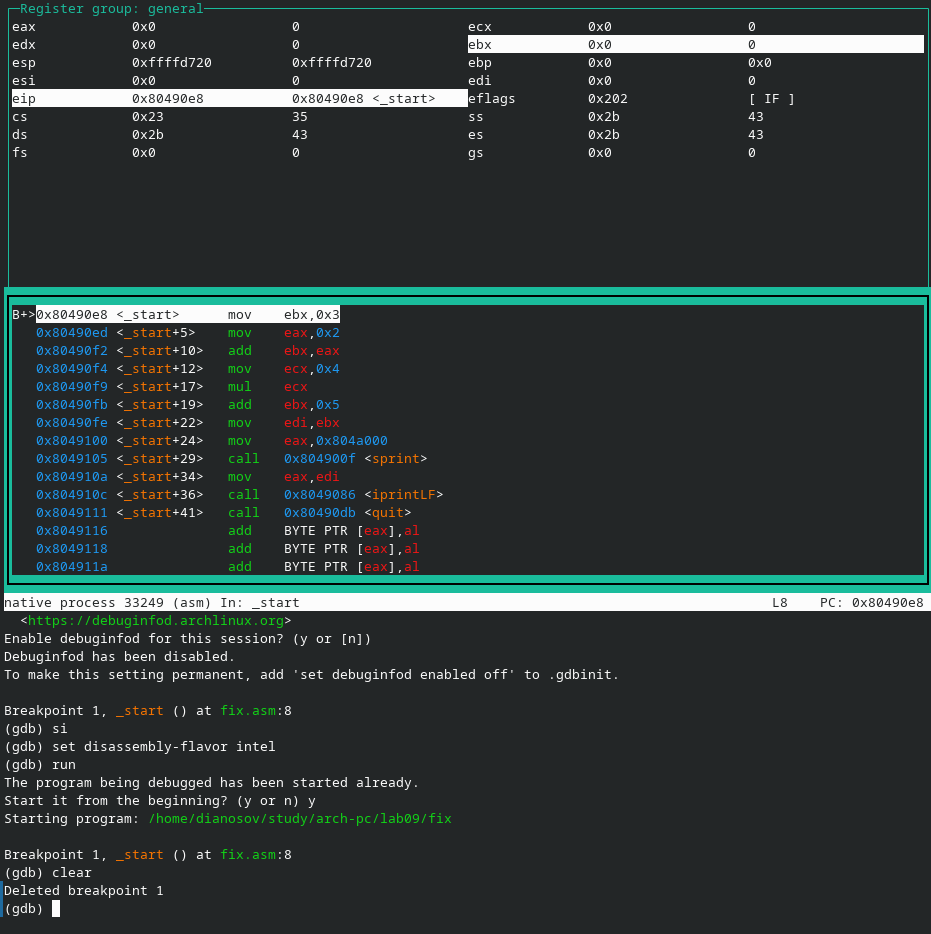 Register group: general
eax 0x0 0 ecx 0x0 0
edx 0x0 0 ebx 0x0 0
esp 0xffffd720 0xffffd720 ebp 0x0 0x0
esi 0x0 0 edi 0x0 0
eip 0x80490e8 0x80490e8 <_start> eflags 0x202 [ IF ]
cs 0x23 35 ss 0x2b 43
ds 0x2b 43 es 0x2b 43
fs 0x0 0 gs 0x0 0
B+>0x80490e8 <_start> mov ebx,0x3
0x80490ed <_start+5> mov eax,0x2
0x80490f2 <_start+10> add ebx,eax
0x80490f4 <_start+12> mov ecx,0x4
0x80490f9 <_start+17> mul ecx
0x80490fb <_start+19> add ebx,0x5
0x80490fe <_start+22> mov edi,ebx
0x8049100 <_start+24> mov eax,0x804a000
0x8049105 <_start+29> call 0x804900f <sprint>
0x804910a <_start+34> mov eax,edi
0x804910c <_start+36> call 0x8049086 <iprintLF>
0x8049111 <_start+41> call 0x80490db <quit>
0x8049116 add BYTE PTR [eax],al
0x8049118 add BYTE PTR [eax],al
0x804911a add BYTE PTR [eax],al
native process 33249 (asm) In: _start L8 PC: 0x80490e8
<https://debuginfod.archlinux.org>
Enable debuginfod for this session? (y or [n])
Debuginfod has been disabled.
To make this setting permanent, add 'set debuginfod enabled off' to .gdbinit.
Breakpoint 1, _start () at fix.asm:8
(gdb) si
(gdb) set disassembly-flavor intel
(gdb) run
The program being debugged has been started already.
Start it from the beginning? (y or n) y
Starting program: /home/dianosov/study/arch-pc/lab09/fix
Breakpoint 1, _start () at fix.asm:8
(gdb) clear
Deleted breakpoint 1
(gdb)